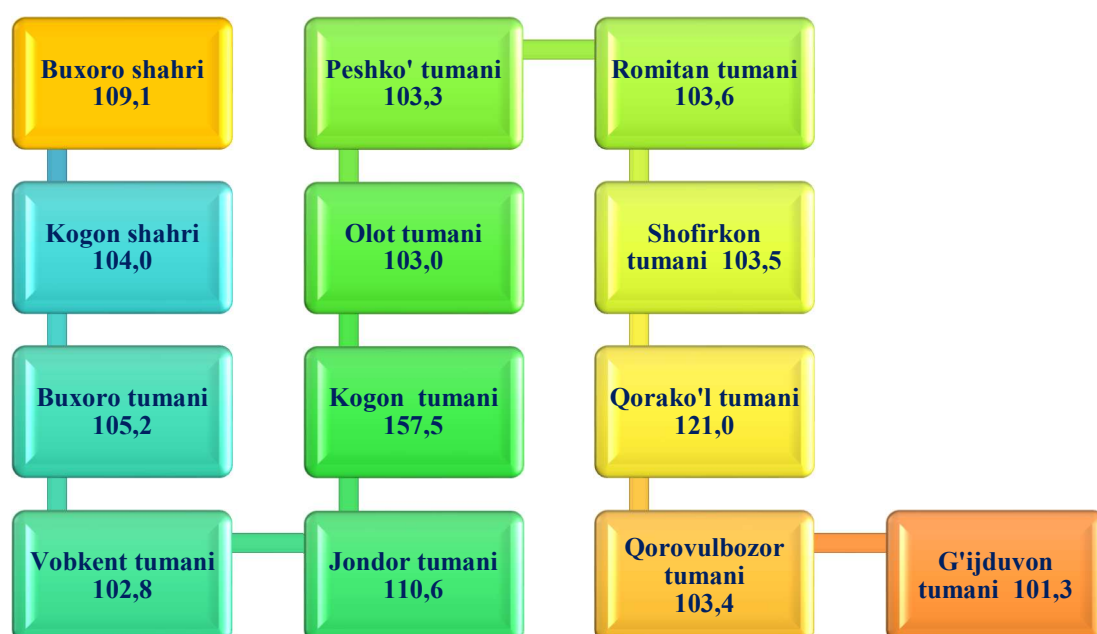 Buxoro shahri
109,1
Kogon shahri
104,0
Buxoro tumani
105,2
Vobkent tumani
102,8
Jondor tumani
110,6
Kogon tumani
157,5
Olot tumani
103,0
Peshko' tumani
103,3
Romitan tumani
103,6
Shofirkon
tumani 103,5
Qorako'l tumani
121,0
Qorovulbozor
tumani
103,4
G'ijduvon
tumani 101,3